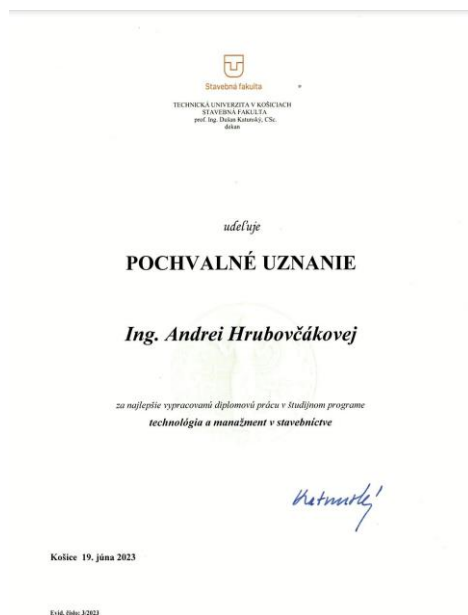 Stavebná fakulta
TECHNICKÁ UNIVERZITA V KOŠICIACH
STAVEBNÁ FAKULTA
prof. Ing. Dušan Katunský, CSc.
dekan
udeľuje
POCHVALNÉ UZNANIE
Ing. Andrei Hrubovčákovej
za najlepšie vypracovanú diplomovú prácu v študijnom programe
technológia a manažment v stavebníctve
Katunský
Košice 19. júna 2023
Evid. číslo: 3/2023